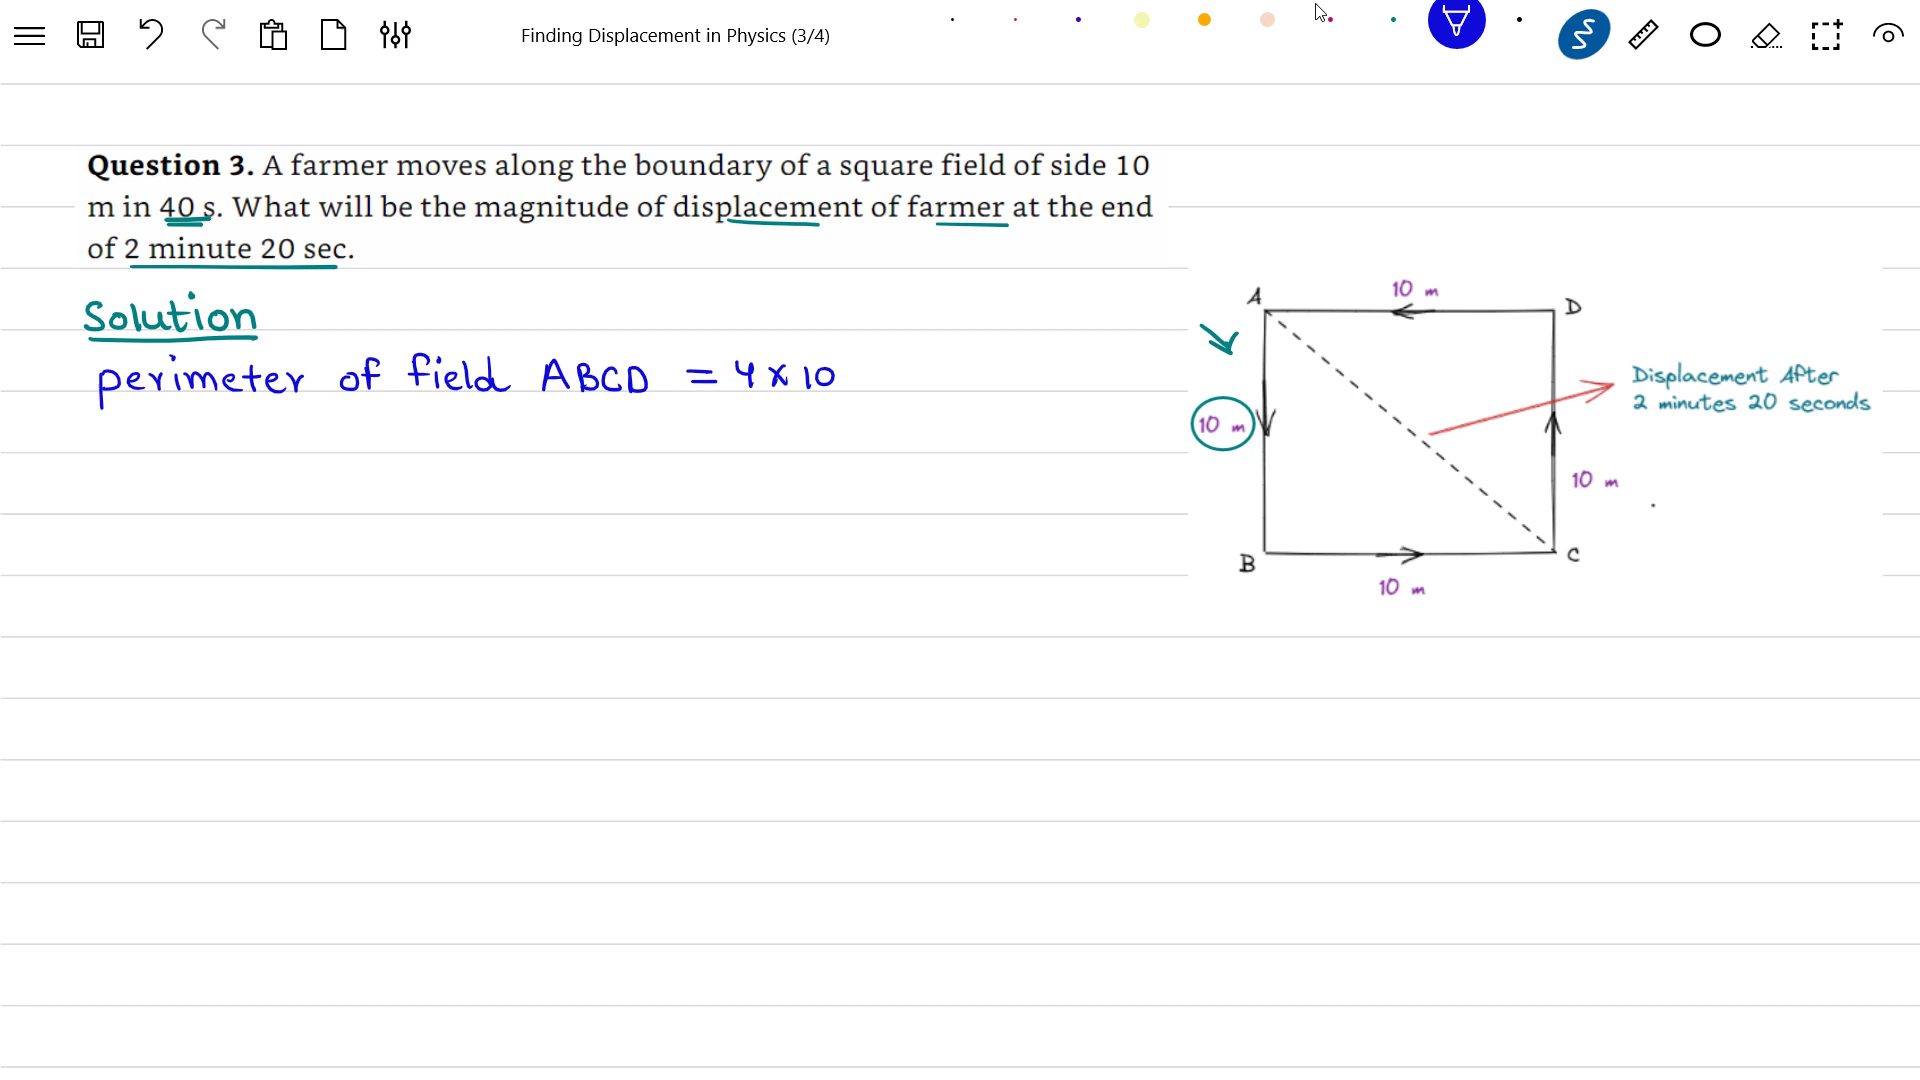 Finding Displacement in Physics (3/4)
Question 3. A farmer moves along the boundary of a square field of side 10
m in 40 s. What will be the magnitude of displacement of farmer at the end
of 2 minute 20 sec.
Solution
perimeter of field ABCD = 4 × 10
A
10 m
D
10 m
Displacement After
2 minutes 20 seconds
10 m
B
C
10 m